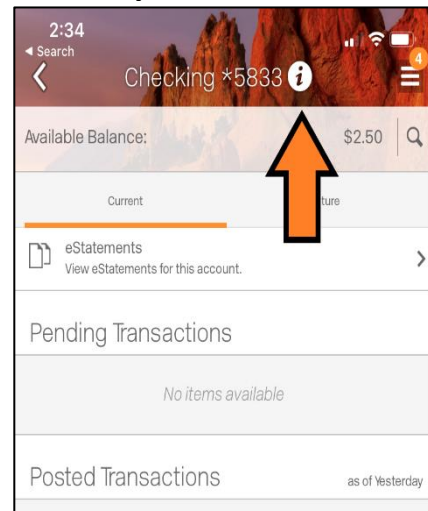 2:34
◄ Search
Checking *5833 i
4
Available Balance: $2.50
Current ture
eStatements
View eStatements for this account.
Pending Transactions
No items available
Posted Transactions as of Yesterday